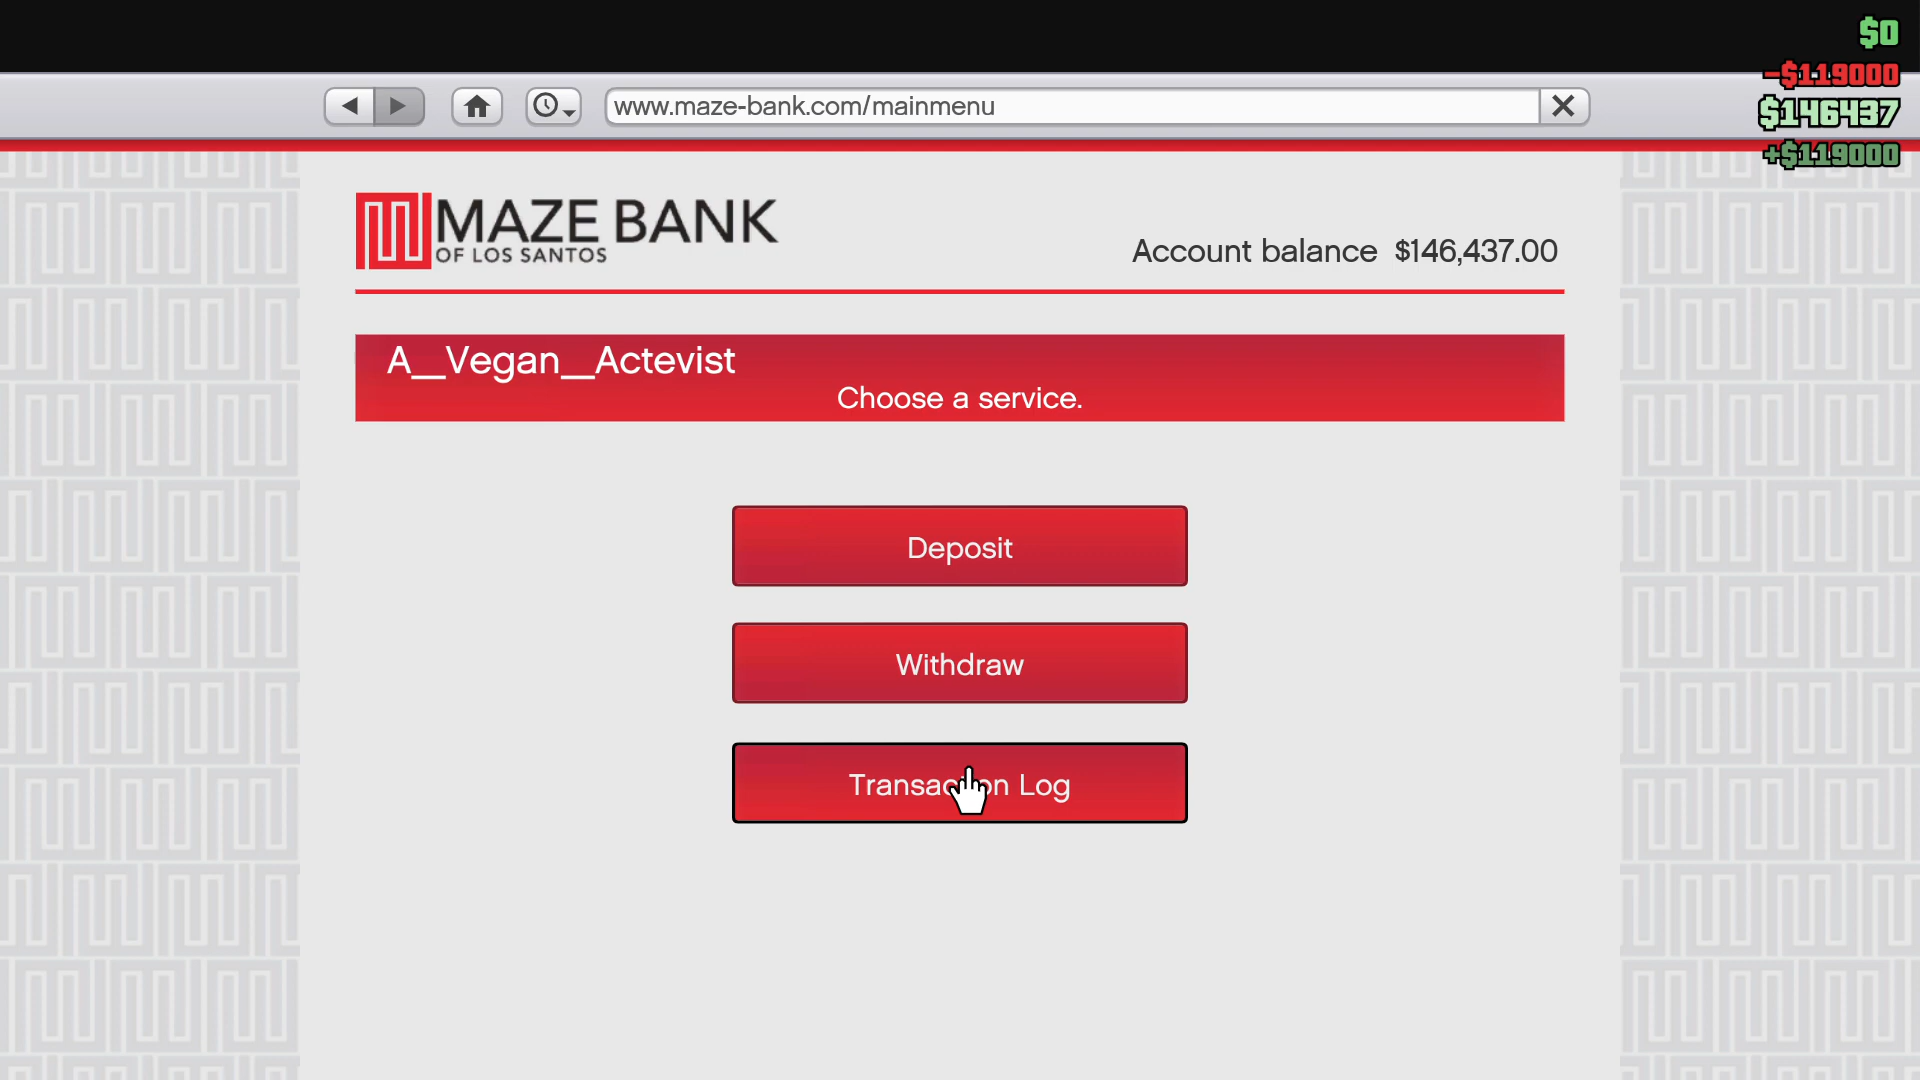 $0
-$119000
www.maze-bank.com/mainmenu
$146437
+$119000
MAZE BANK
OF LOS SANTOS
Account balance $146,437.00
A__Vegan__Actevist
Choose a service.
Deposit
Withdraw
Transaction Log